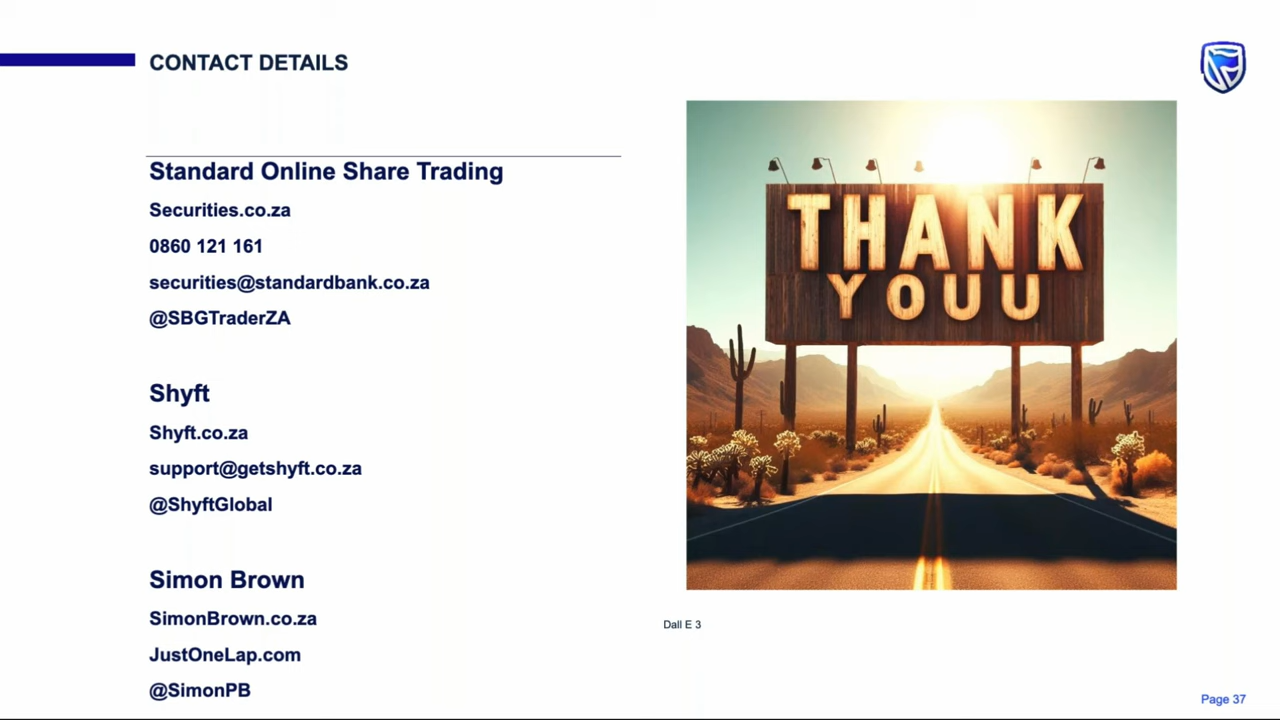 CONTACT DETAILS
Standard Online Share Trading
Securities.co.za
0860 121 161
securities@standardbank.co.za
@SBGTraderZA
Shyft
Shyft.co.za
support@getshyft.co.za
@ShyftGlobal
Simon Brown
SimonBrown.co.za
JustOneLap.com
@SimonPB
THANK
YOUU
Dall E 3
Page 37